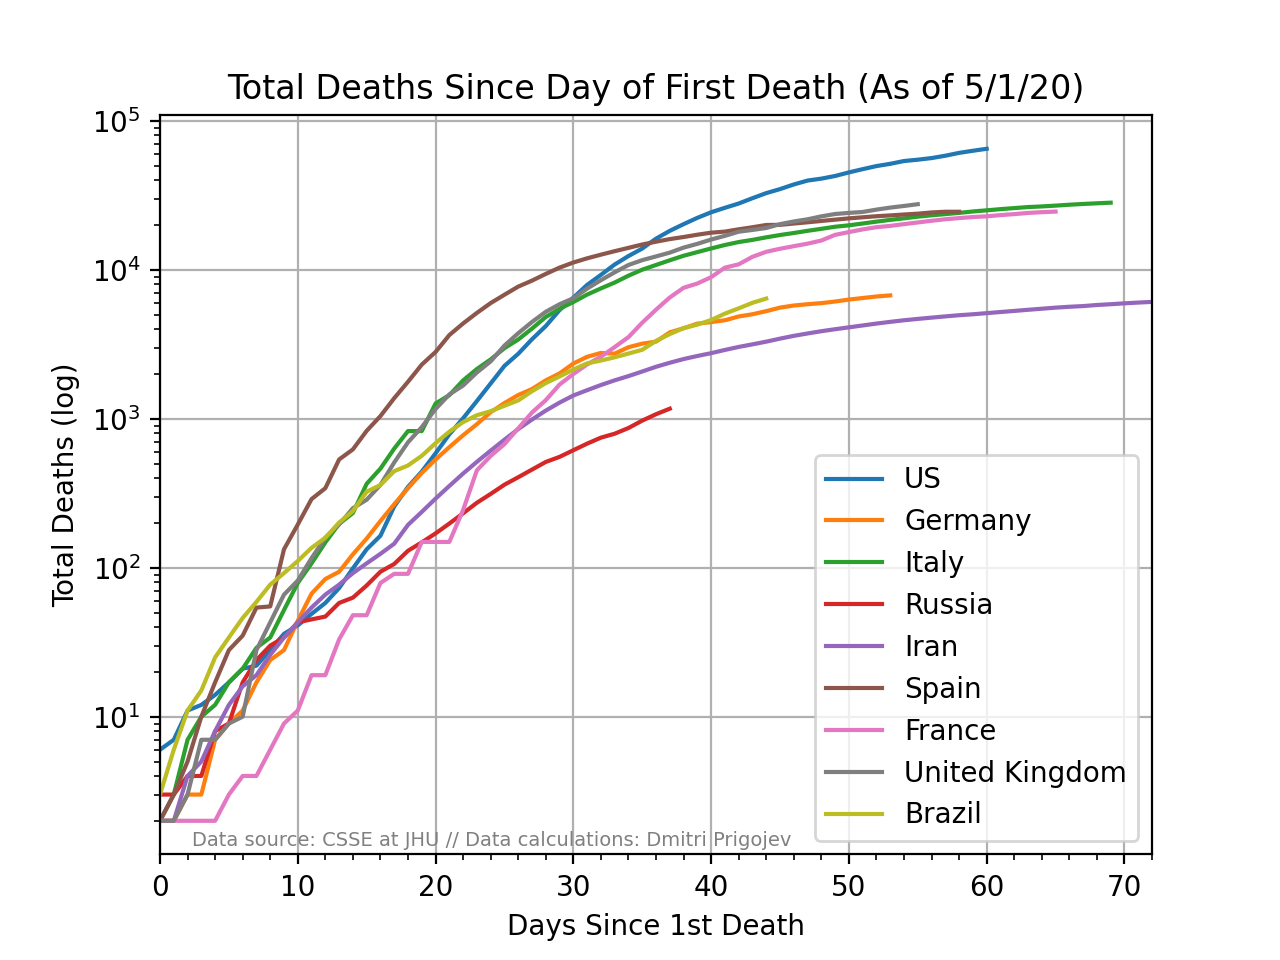 Total Deaths Since Day of First Death (As of 5/1/20)
Total Deaths (log)
10^5
10^4
10^3
10^2
10^1
US
Germany
Italy
Russia
Iran
Spain
France
United Kingdom
Brazil
Data source: CSSE at JHU // Data calculations: Dmitri Prigojev
0 10 20 30 40 50 60 70
Days Since 1st Death